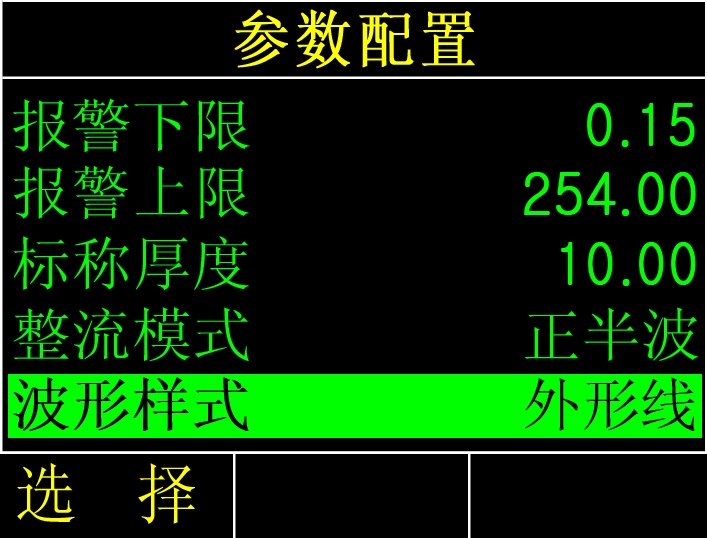 参数配置
报警下限 0.15
报警上限 254.00
标称厚度 10.00
整流模式 正半波
波形样式 外形线
选 择